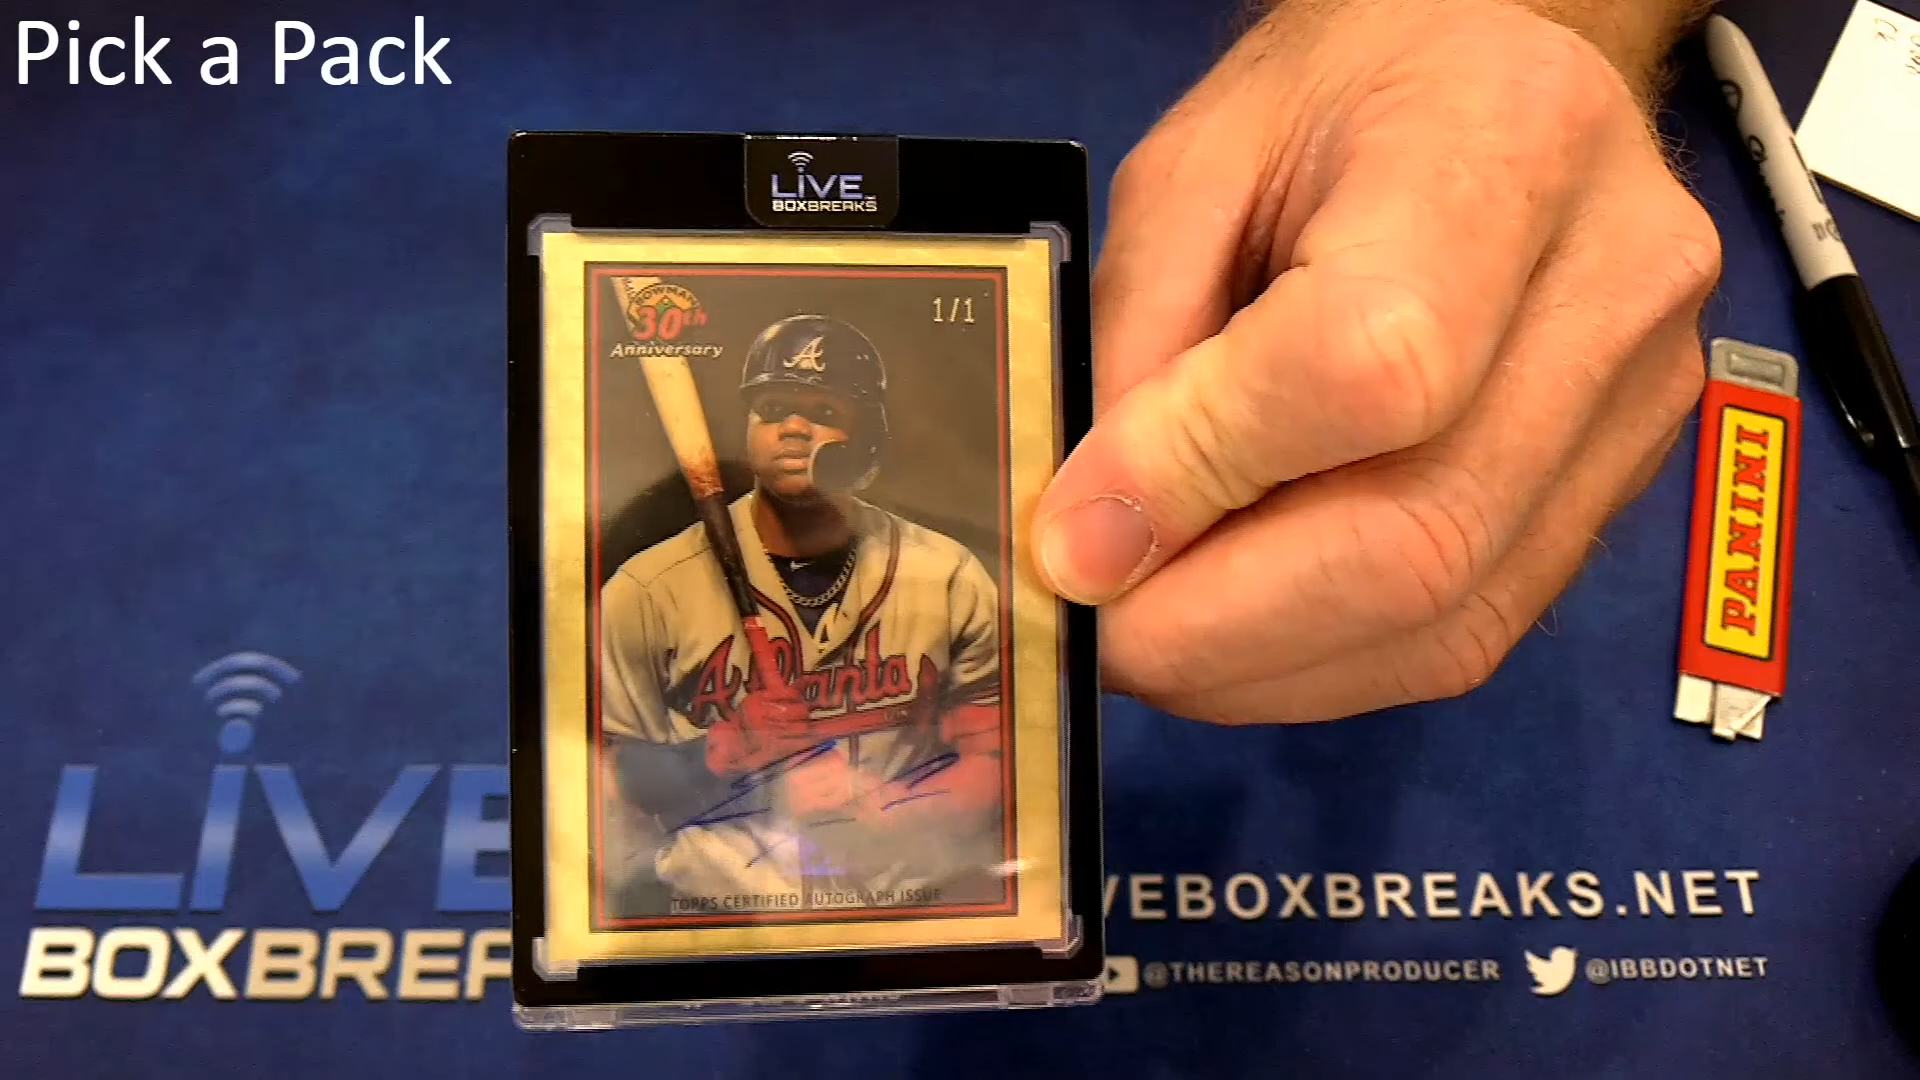 Pick a Pack
LIVE
BOXBREAKS
BOWMAN
30th
Anniversary
1/1
A
Atlanta
TOPPS CERTIFIED AUTOGRAPH ISSUE
PANINI
LIVE
BOXBREA
VEBOXBREAKS.NET
@THEREASONPRODUCER
@IBBDOTNET